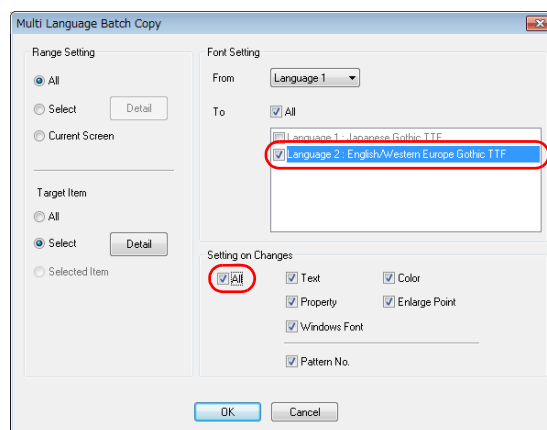 Multi Language Batch Copy
Range Setting
All
Select
Detail
Current Screen
Target Item
All
Select
Detail
Selected Item
Font Setting
From
Language 1
To
All
Language 1 : Japanese Gothic TTF
Language 2 : English/Western Europe Gothic TTF
Setting on Changes
All
Text
Color
Property
Enlarge Point
Windows Font
Pattern No.
OK
Cancel